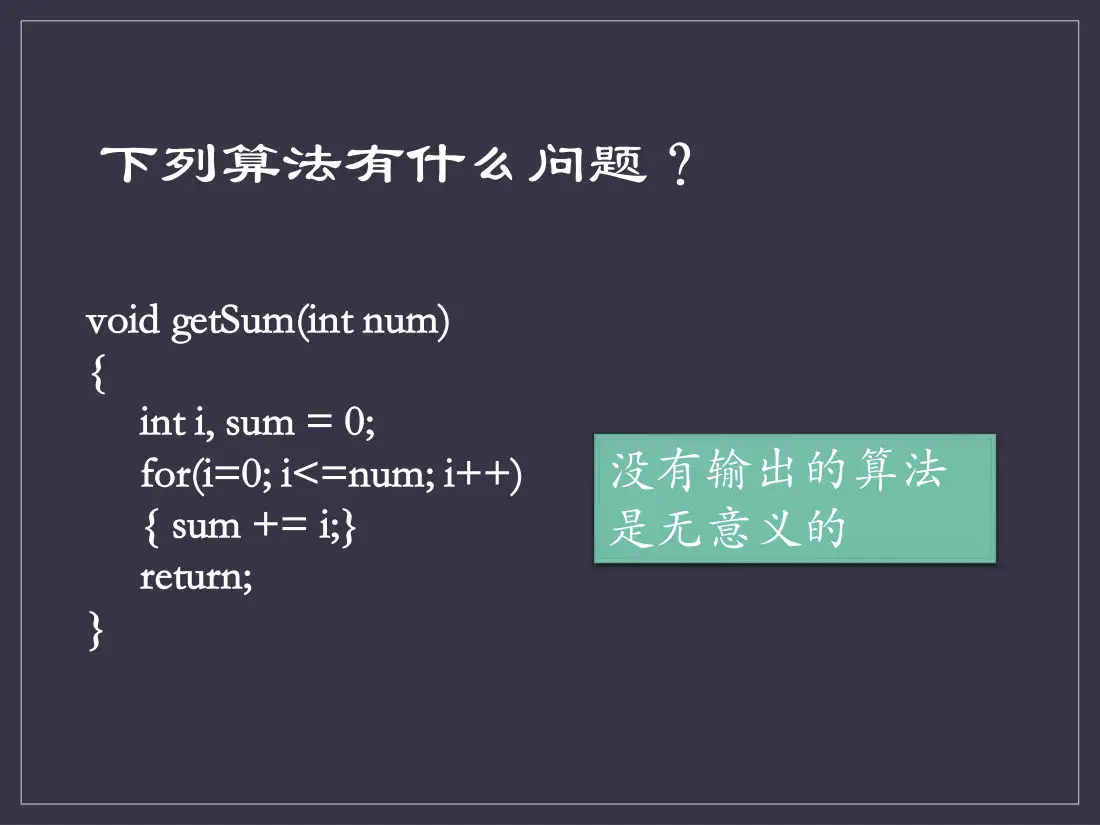 下列算法有什么问题？
void getSum(int num)
{
int i, sum = 0;
for(i=0; i<=num; i++)
{ sum += i;}
return;
}
没有输出的算法
是无意义的